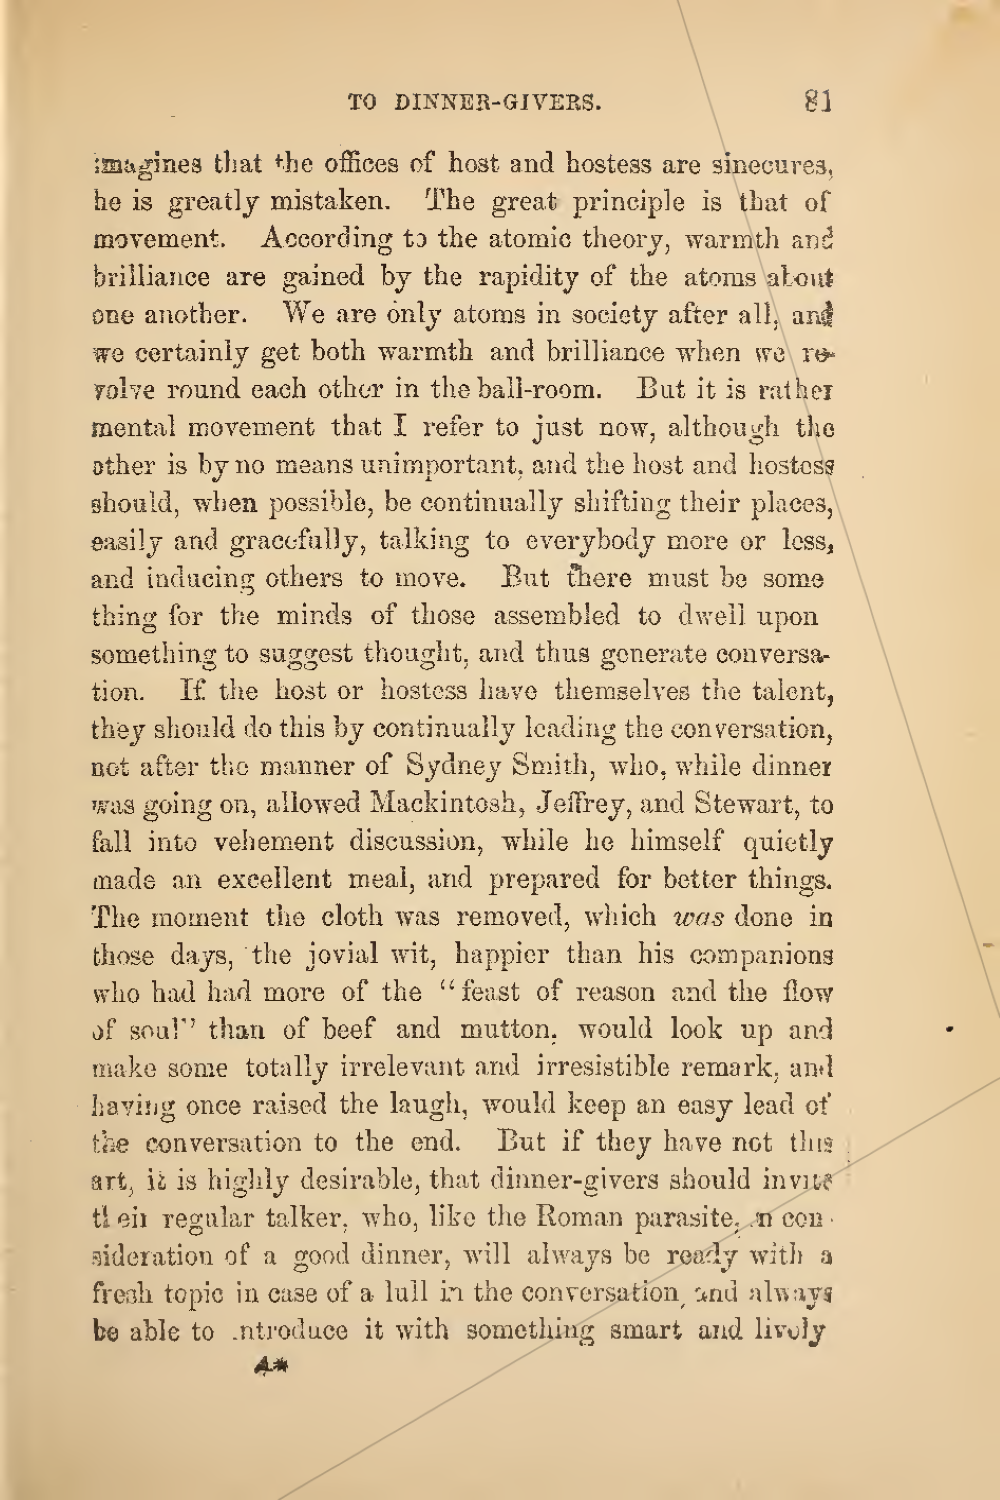 TO DINNER-GIVERS. 81
imagines that the offices of host and hostess are sinecures,
he is greatly mistaken. The great principle is that of
movement. According to the atomic theory, warmth and
brilliance are gained by the rapidity of the atoms about
one another. We are only atoms in society after all, and
we certainly get both warmth and brilliance when we re-
volve round each other in the ball-room. But it is rather
mental movement that I refer to just now, although the
other is by no means unimportant, and the host and hostess
should, when possible, be continually shifting their places,
easily and gracefully, talking to everybody more or less,
and inducing others to move. But there must be some
thing for the minds of those assembled to dwell upon
something to suggest thought, and thus generate conversa-
tion. If the host or hostess have themselves the talent,
they should do this by continually leading the conversation,
not after the manner of Sydney Smith, who, while dinner
was going on, allowed Mackintosh, Jeffrey, and Stewart, to
fall into vehement discussion, while he himself quietly
made an excellent meal, and prepared for better things.
The moment the cloth was removed, which was done in
those days, the jovial wit, happier than his companions
who had had more of the "feast of reason and the flow
of soul" than of beef and mutton, would look up and
make some totally irrelevant and irresistible remark, and
having once raised the laugh, would keep an easy lead of
the conversation to the end. But if they have not this
art, it is highly desirable, that dinner-givers should invite
their regular talker, who, like the Roman parasite, in con-
sideration of a good dinner, will always be ready with a
fresh topic in case of a lull in the conversation, and always
be able to introduce it with something smart and lively
4*